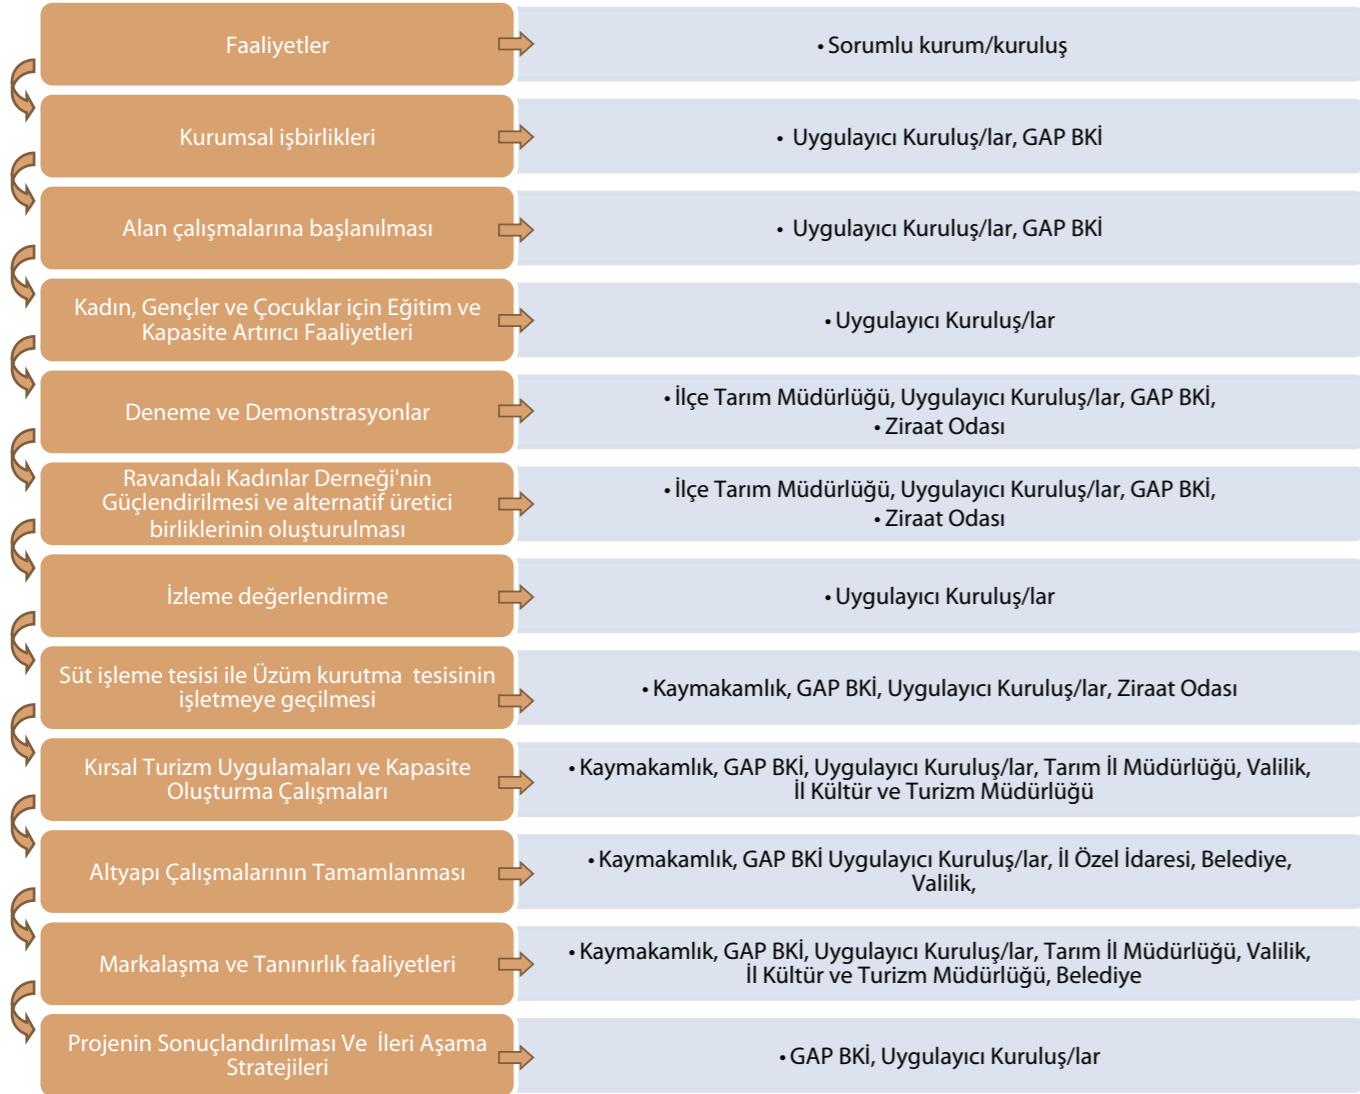 Faaliyetler
• Sorumlu kurum/kuruluş
Kurumsal işbirlikleri
• Uygulayıcı Kuruluş/lar, GAP BKİ
Alan çalışmalarına başlanılması
• Uygulayıcı Kuruluş/lar, GAP BKİ
Kadın, Gençler ve Çocuklar için Eğitim ve
Kapasite Artırıcı Faaliyetleri
• Uygulayıcı Kuruluş/lar
Deneme ve Demonstrasyonlar
• İlçe Tarım Müdürlüğü, Uygulayıcı Kuruluş/lar, GAP BKİ,
• Ziraat Odası
Ravandalı Kadınlar Derneği'nin
Güçlendirilmesi ve alternatif üretici
birliklerinin oluşturulması
• İlçe Tarım Müdürlüğü, Uygulayıcı Kuruluş/lar, GAP BKİ,
• Ziraat Odası
İzleme değerlendirme
• Uygulayıcı Kuruluş/lar
Süt işleme tesisi ile Üzüm kurutma tesisinin
işletmeye geçilmesi
• Kaymakamlık, GAP BKİ, Uygulayıcı Kuruluş/lar, Ziraat Odası
Kırsal Turizm Uygulamaları ve Kapasite
Oluşturma Çalışmaları
• Kaymakamlık, GAP BKİ, Uygulayıcı Kuruluş/lar, Tarım İl Müdürlüğü, Valilik,
İl Kültür ve Turizm Müdürlüğü
Altyapı Çalışmalarının Tamamlanması
• Kaymakamlık, GAP BKİ Uygulayıcı Kuruluş/lar, İl Özel İdaresi, Belediye,
Valilik,
Markalaşma ve Tanınırlık faaliyetleri
• Kaymakamlık, GAP BKİ, Uygulayıcı Kuruluş/lar, Tarım İl Müdürlüğü, Valilik,
İl Kültür ve Turizm Müdürlüğü, Belediye
Projenin Sonuçlandırılması Ve İleri Aşama
Stratejileri
• GAP BKİ, Uygulayıcı Kuruluş/lar